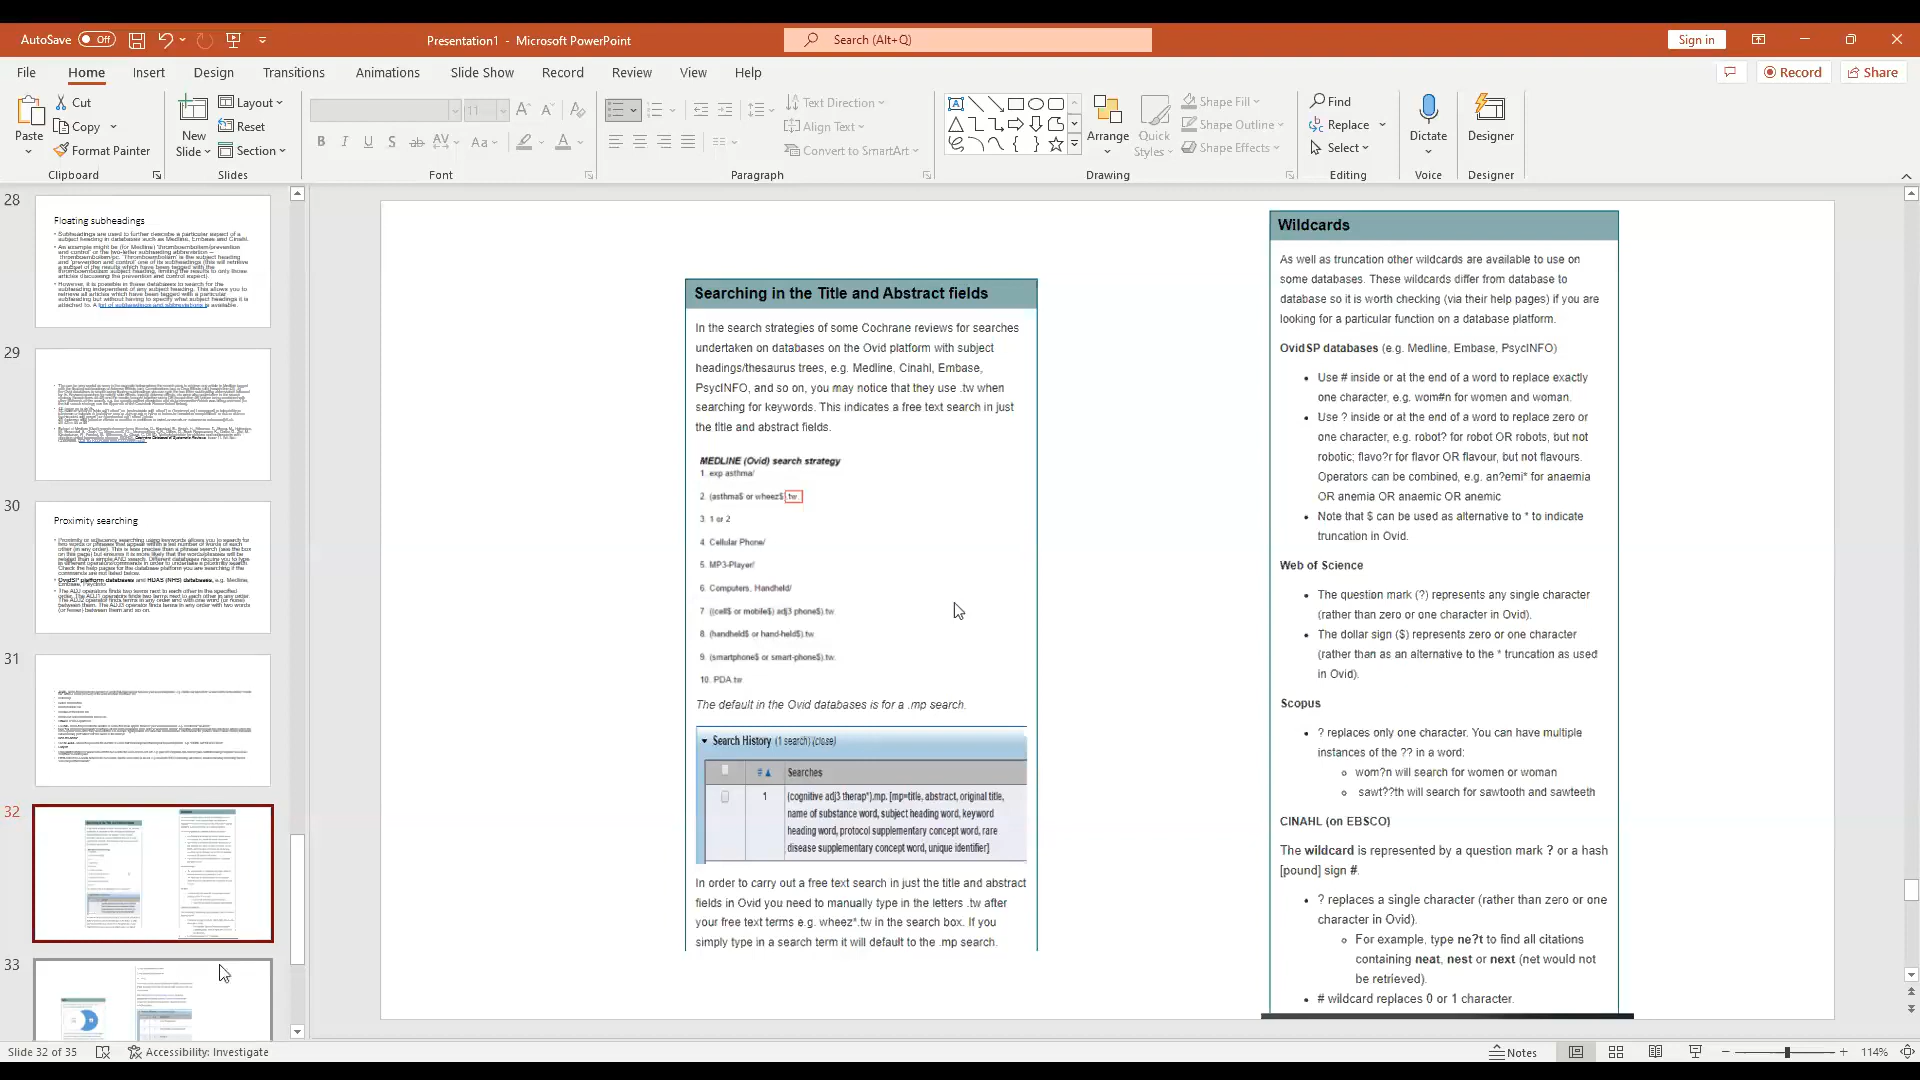 AutoSave Off
Presentation1 - Microsoft PowerPoint
Search (Alt+Q)
Sign in
File Home Insert Design Transitions Animations Slide Show Record Review View Help
Record Share
Paste
Cut
Copy
Format Painter
Clipboard
New
Slide
Layout
Reset
Section
Slides
11
Font
Text Direction
Align Text
Convert to SmartArt
Paragraph
Arrange
Quick
Styles
Shape Fill
Shape Outline
Shape Effects
Drawing
Find
Replace
Select
Editing
Dictate
Voice
Designer
Designer
28
Floating subheadings
29
30
Proximity searching
31
32
33
Searching in the Title and Abstract fields
In the search strategies of some Cochrane reviews for searches
undertaken on databases on the Ovid platform with subject
headings/thesaurus trees, e.g. Medline, Cinahl, Embase,
PsycINFO, and so on, you may notice that they use .tw when
searching for keywords. This indicates a free text search in just
the title and abstract fields.
MEDLINE (Ovid) search strategy
1. exp asthma/
2. (asthma$ or wheez$).tw.
3. 1 or 2
4. Cellular Phone/
5. MP3-Player/
6. Computers, Handheld/
7. ((cell$ or mobile$) adj3 phone$).tw.
8. (handheld$ or hand-held$).tw.
9. (smartphone$ or smart-phone$).tw.
10. PDA.tw
The default in the Ovid databases is for a .mp search.
Search History (1 search) (close)
# ▲ Searches
1 (cognitive adj3 therap*).mp. [mp=title, abstract, original title,
name of substance word, subject heading word, keyword
heading word, protocol supplementary concept word, rare
disease supplementary concept word, unique identifier]
In order to carry out a free text search in just the title and abstract
fields in Ovid you need to manually type in the letters .tw after
your free text terms e.g. wheez*.tw in the search box. If you
simply type in a search term it will default to the .mp search.
Wildcards
As well as truncation other wildcards are available to use on
some databases. These wildcards differ from database to
database so it is worth checking (via their help pages) if you are
looking for a particular function on a database platform.
OvidSP databases (e.g. Medline, Embase, PsycINFO)
• Use # inside or at the end of a word to replace exactly
one character, e.g. wom#n for women and woman.
• Use ? inside or at the end of a word to replace zero or
one character, e.g. robot? for robot OR robots, but not
robotic; flavo?r for flavor OR flavour, but not flavours.
Operators can be combined, e.g. an?emi* for anaemia
OR anemia OR anaemic OR anemic
• Note that $ can be used as alternative to * to indicate
truncation in Ovid.
Web of Science
• The question mark (?) represents any single character
(rather than zero or one character in Ovid).
• The dollar sign ($) represents zero or one character
(rather than as an alternative to the * truncation as used
in Ovid).
Scopus
• ? replaces only one character. You can have multiple
instances of the ?? in a word:
○ wom?n will search for women or woman
○ sawt??th will search for sawtooth and sawteeth
CINAHL (on EBSCO)
The wildcard is represented by a question mark ? or a hash
[pound] sign #.
• ? replaces a single character (rather than zero or one
character in Ovid).
○ For example, type ne?t to find all citations
containing neat, nest or next (net would not
be retrieved).
• # wildcard replaces 0 or 1 character.
Slide 32 of 35
Accessibility: Investigate
Notes
114%